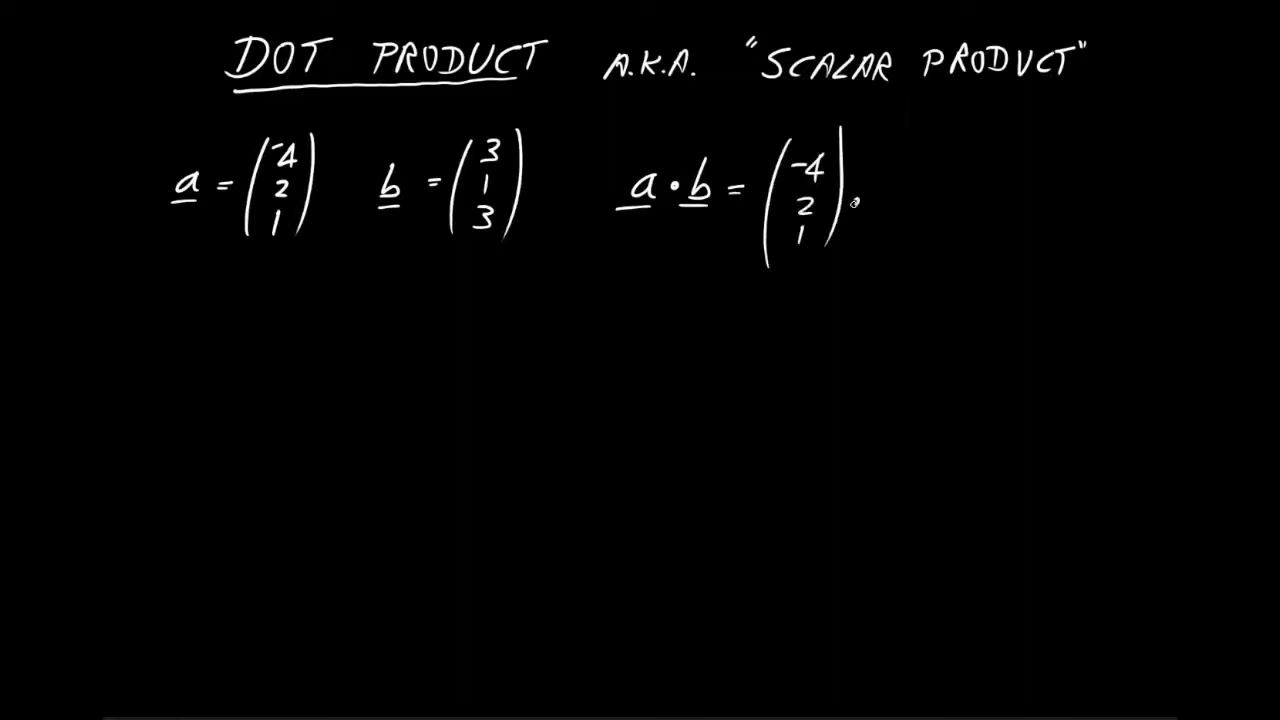 DOT PRODUCT A.K.A. "SCALAR PRODUCT"
a = (-4 2 1) b = (3 1 3) a · b = (-4 2 1) ·